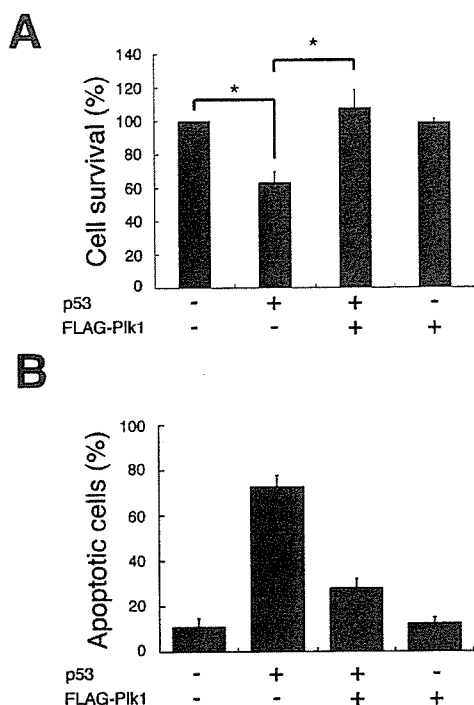 A
*
*
140
120
100
80
60
40
20
0
Cell survival (%)
p53 - + + -
FLAG-Plk1 - - + +
B
100
80
60
40
20
0
Apoptotic cells (%)
p53 - + + -
FLAG-Plk1 - - + +